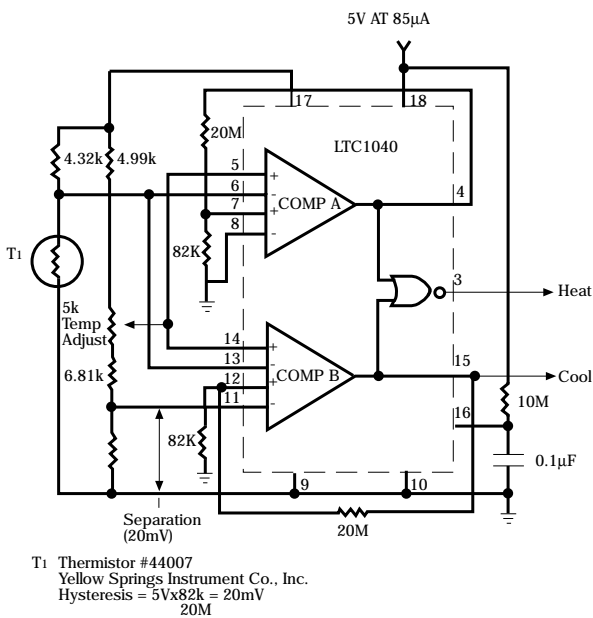 5V AT 85μA
17
18
20M
LTC1040
4.32k
4.99k
5
+
6
-
COMP A
4
7
+
8
-
82K
T1
3
Heat
5k
Temp
Adjust
14
+
13
-
15
6.81k
12
+
COMP B
Cool
11
-
10M
16
82K
0.1μF
9
10
Separation
(20mV)
20M
T1 Thermistor #44007
Yellow Springs Instrument Co., Inc.
Hysteresis = 5Vx82k = 20mV
20M